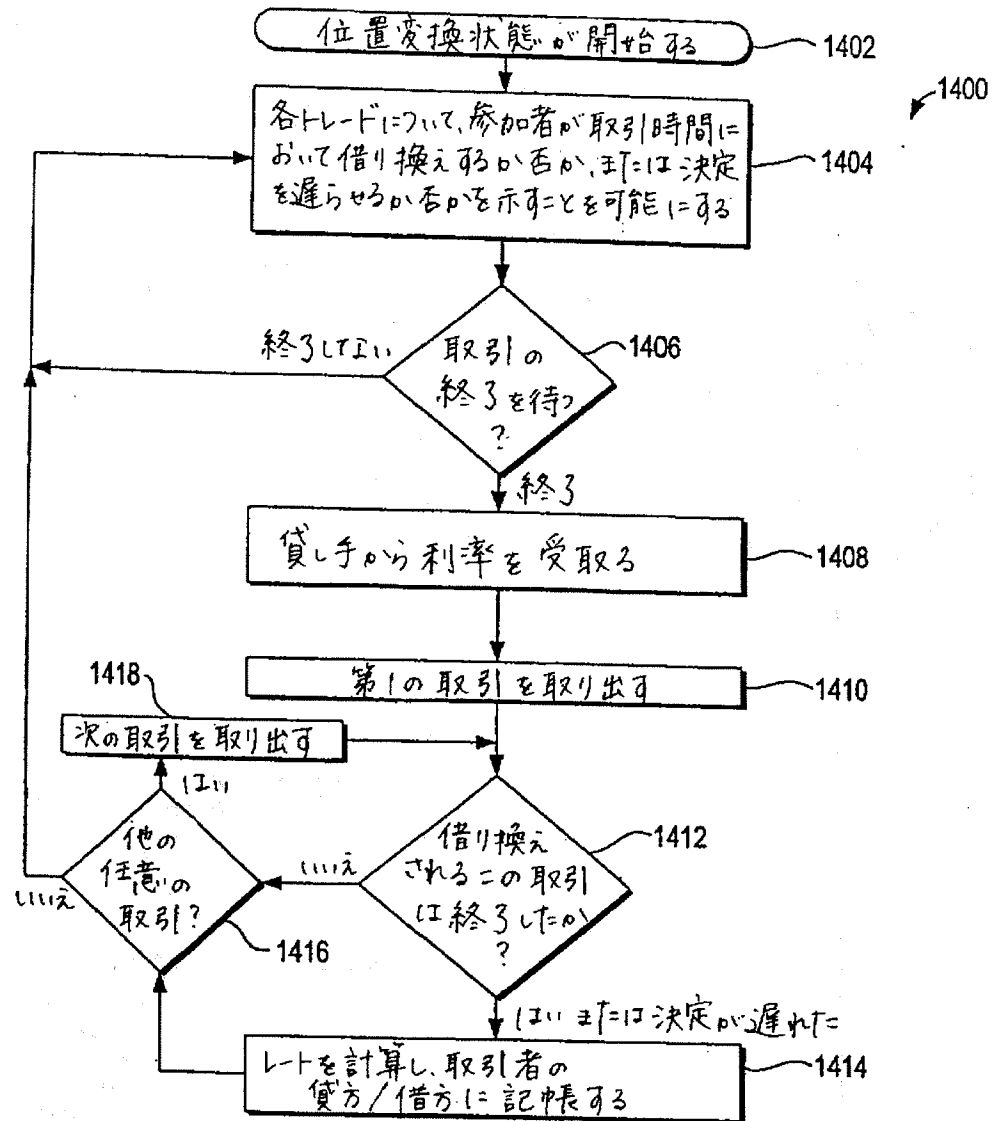 位置変換状態が開始する
1402
1400
各トレードについて、参加者が取引時間に
おいて借り換えするか否か、または決定
を遅らせるか否かを示すことを可能にする
1404
終了してない
取引の
終了を待つ
?
1406
終了
貸し手から利率を受取る
1408
第1の取引を取り出す
1410
1418
次の取引を取り出す
はい
他の
任意の
取引?
いいえ
1416
いいえ
借り換え
されるこの取引
は終了したか
?
1412
はいまたは決定が遅れた
レートを計算し、取引者の
貸方/借方に記帳する
1414